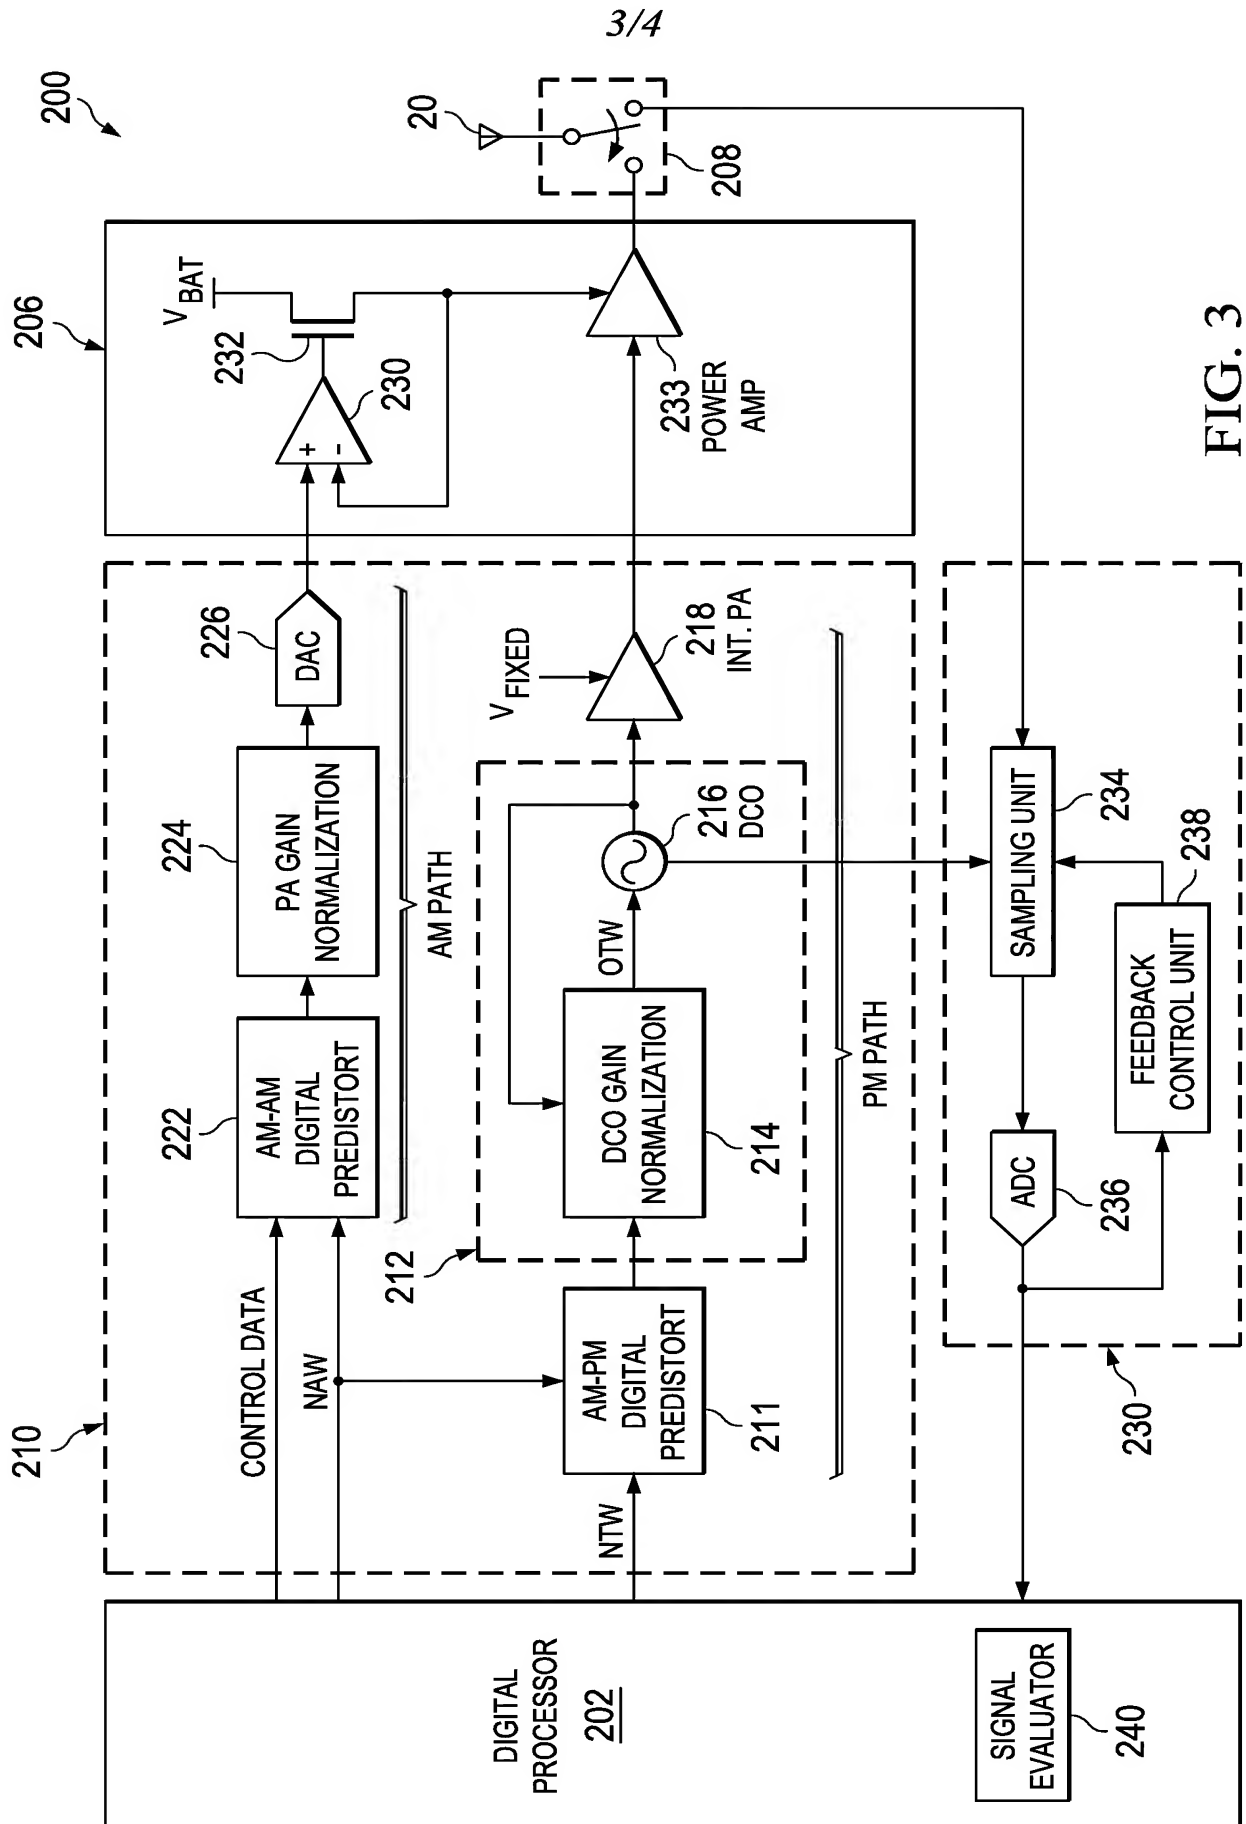 3/4
200
206
20
208
V BAT
232
230
+
-
233
POWER
AMP
210
226
DAC
224
PA GAIN
NORMALIZATION
222
AM-AM
DIGITAL
PREDISTORT
AM PATH
CONTROL DATA
NAW
V FIXED
218
INT. PA
216
DCO
OTW
DCO GAIN
NORMALIZATION
214
212
AM-PM
DIGITAL
PREDISTORT
211
NTW
PM PATH
SAMPLING UNIT
234
238
FEEDBACK
CONTROL UNIT
ADC
236
230
DIGITAL
PROCESSOR
202
SIGNAL
EVALUATOR
240
FIG. 3